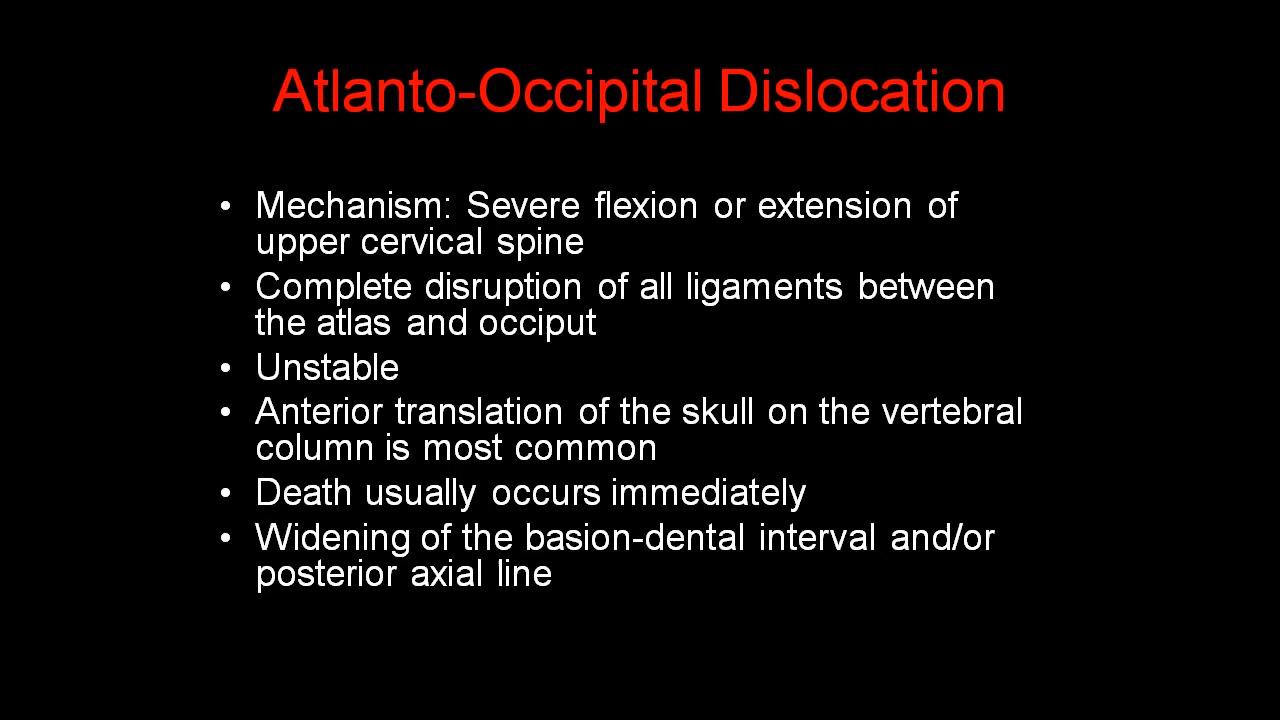 Atlanto-Occipital Dislocation
• Mechanism: Severe flexion or extension of
upper cervical spine
• Complete disruption of all ligaments between
the atlas and occiput
• Unstable
• Anterior translation of the skull on the vertebral
column is most common
• Death usually occurs immediately
• Widening of the basion-dental interval and/or
posterior axial line